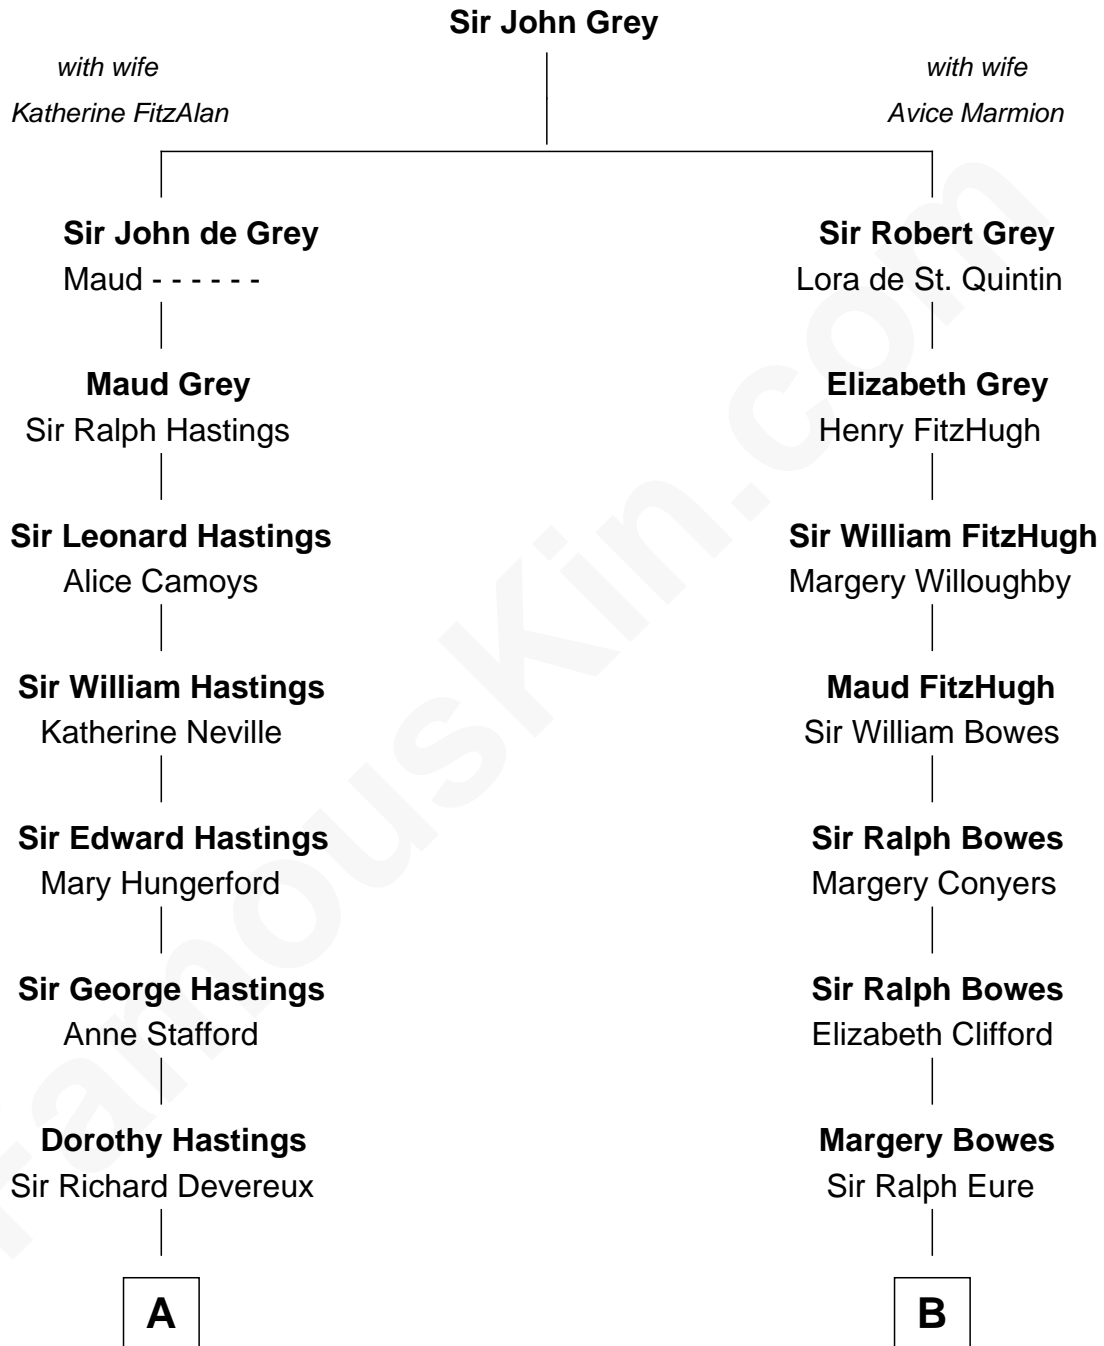 Sir John Grey
with wife
Katherine FitzAlan
with wife
Avice Marmion
Sir John de Grey
Maud - - - - - -
Sir Robert Grey
Lora de St. Quintin
Maud Grey
Sir Ralph Hastings
Elizabeth Grey
Henry FitzHugh
Sir Leonard Hastings
Alice Camoys
Sir William FitzHugh
Margery Willoughby
Sir William Hastings
Katherine Neville
Maud FitzHugh
Sir William Bowes
Sir Edward Hastings
Mary Hungerford
Sir Ralph Bowes
Margery Conyers
Sir George Hastings
Anne Stafford
Sir Ralph Bowes
Elizabeth Clifford
Dorothy Hastings
Sir Richard Devereux
Margery Bowes
Sir Ralph Eure
A
B
FamousKin.com